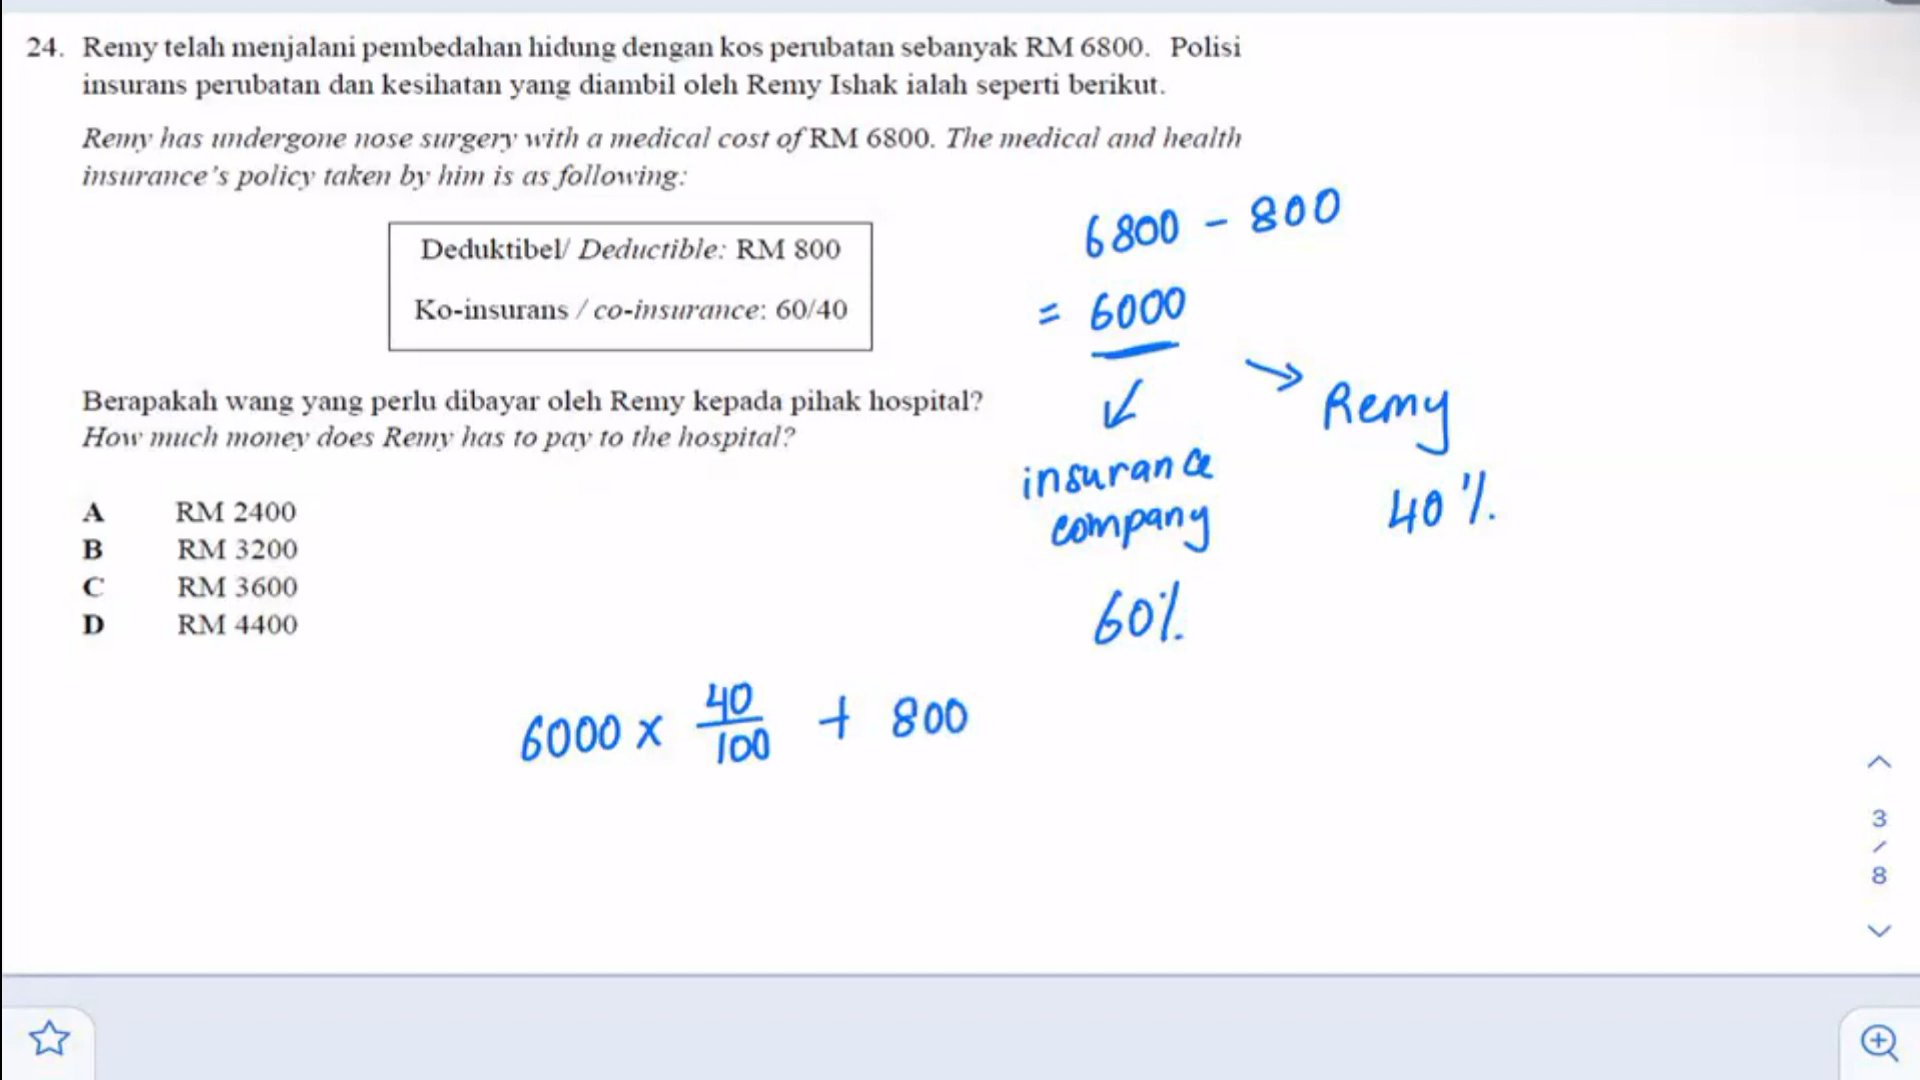 24. Remy telah menjalani pembedahan hidung dengan kos perubatan sebanyak RM 6800. Polisi
insurans perubatan dan kesihatan yang diambil oleh Remy Ishak ialah seperti berikut.
Remy has undergone nose surgery with a medical cost of RM 6800. The medical and health
insurance's policy taken by him is as following:
Deduktibel/ Deductible: RM 800
Ko-insurans / co-insurance: 60/40
Berapakah wang yang perlu dibayar oleh Remy kepada pihak hospital?
How much money does Remy has to pay to the hospital?
A RM 2400
B RM 3200
C RM 3600
D RM 4400
6800 - 800
= 6000
↙ insurance
company
60%
→ Remy
40%.
6000 x 40/100 + 800
3
/
8